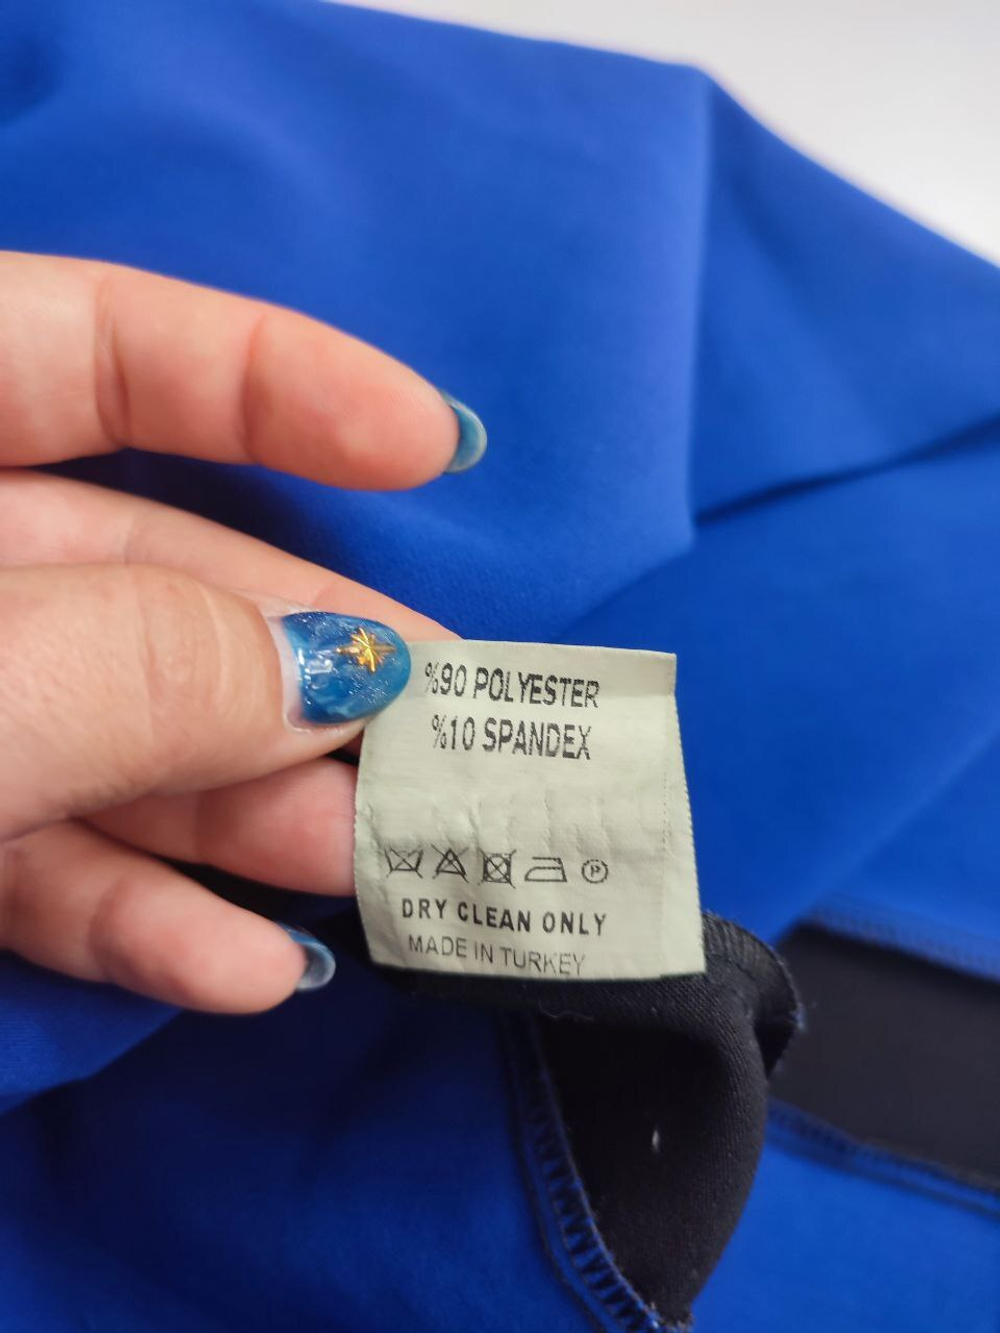 %90 POLYESTER
%10 SPANDEX
P
DRY CLEAN ONLY
MADE IN TURKEY